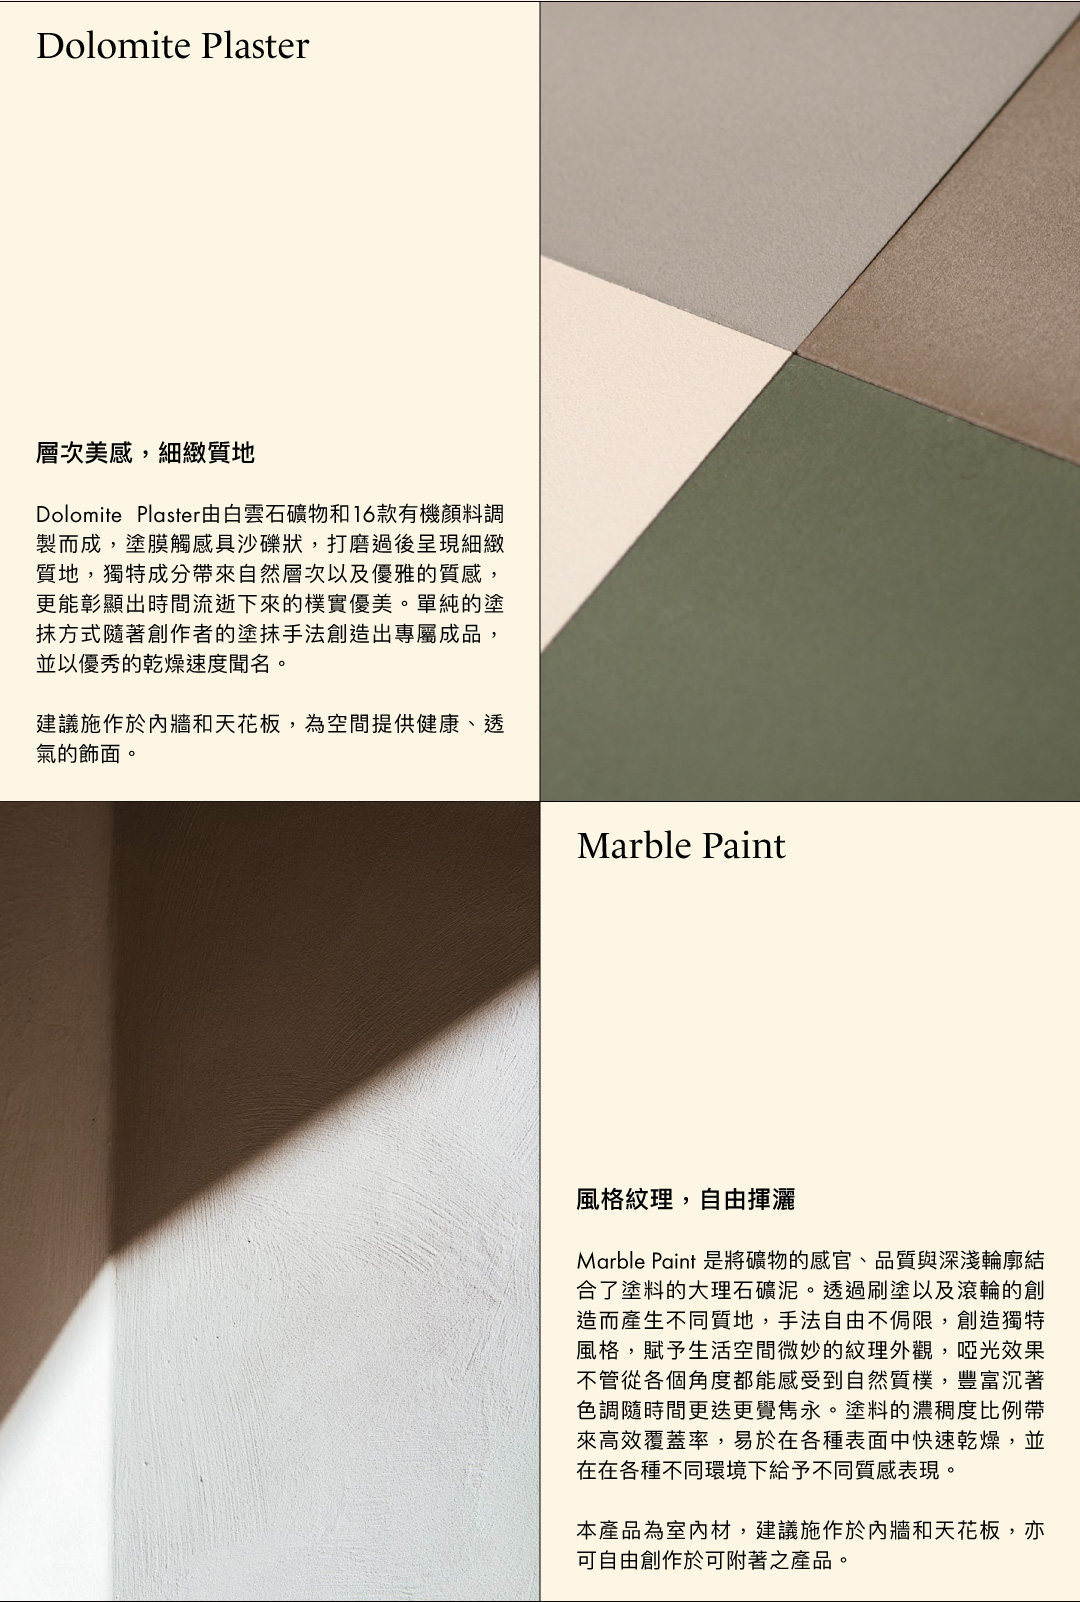 Dolomite Plaster
層次美感，細緻質地
Dolomite Plaster由白雲石礦物和16款有機顏料調
製而成，塗膜觸感具沙礫狀，打磨過後呈現細緻
質地，獨特成分帶來自然層次以及優雅的質感，
更能彰顯出時間流逝下來的樸實優美。單純的塗
抹方式隨著創作者的塗抹手法創造出專屬成品，
並以優秀的乾燥速度聞名。
建議施作於內牆和天花板，為空間提供健康、透
氣的飾面。
Marble Paint
風格紋理，自由揮灑
Marble Paint 是將礦物的感官、品質與深淺輪廓結
合了塗料的大理石礦泥。透過刷塗以及滾輪的創
造而產生不同質地，手法自由不侷限，創造獨特
風格，賦予生活空間微妙的紋理外觀，啞光效果
不管從各個角度都能感受到自然質樸，豐富沉著
色調隨時間更迭更覺雋永。塗料的濃稠度比例帶
來高效覆蓋率，易於在各種表面中快速乾燥，並
在在各種不同環境下給予不同質感表現。
本產品為室內材，建議施作於內牆和天花板，亦
可自由創作於可附著之產品。